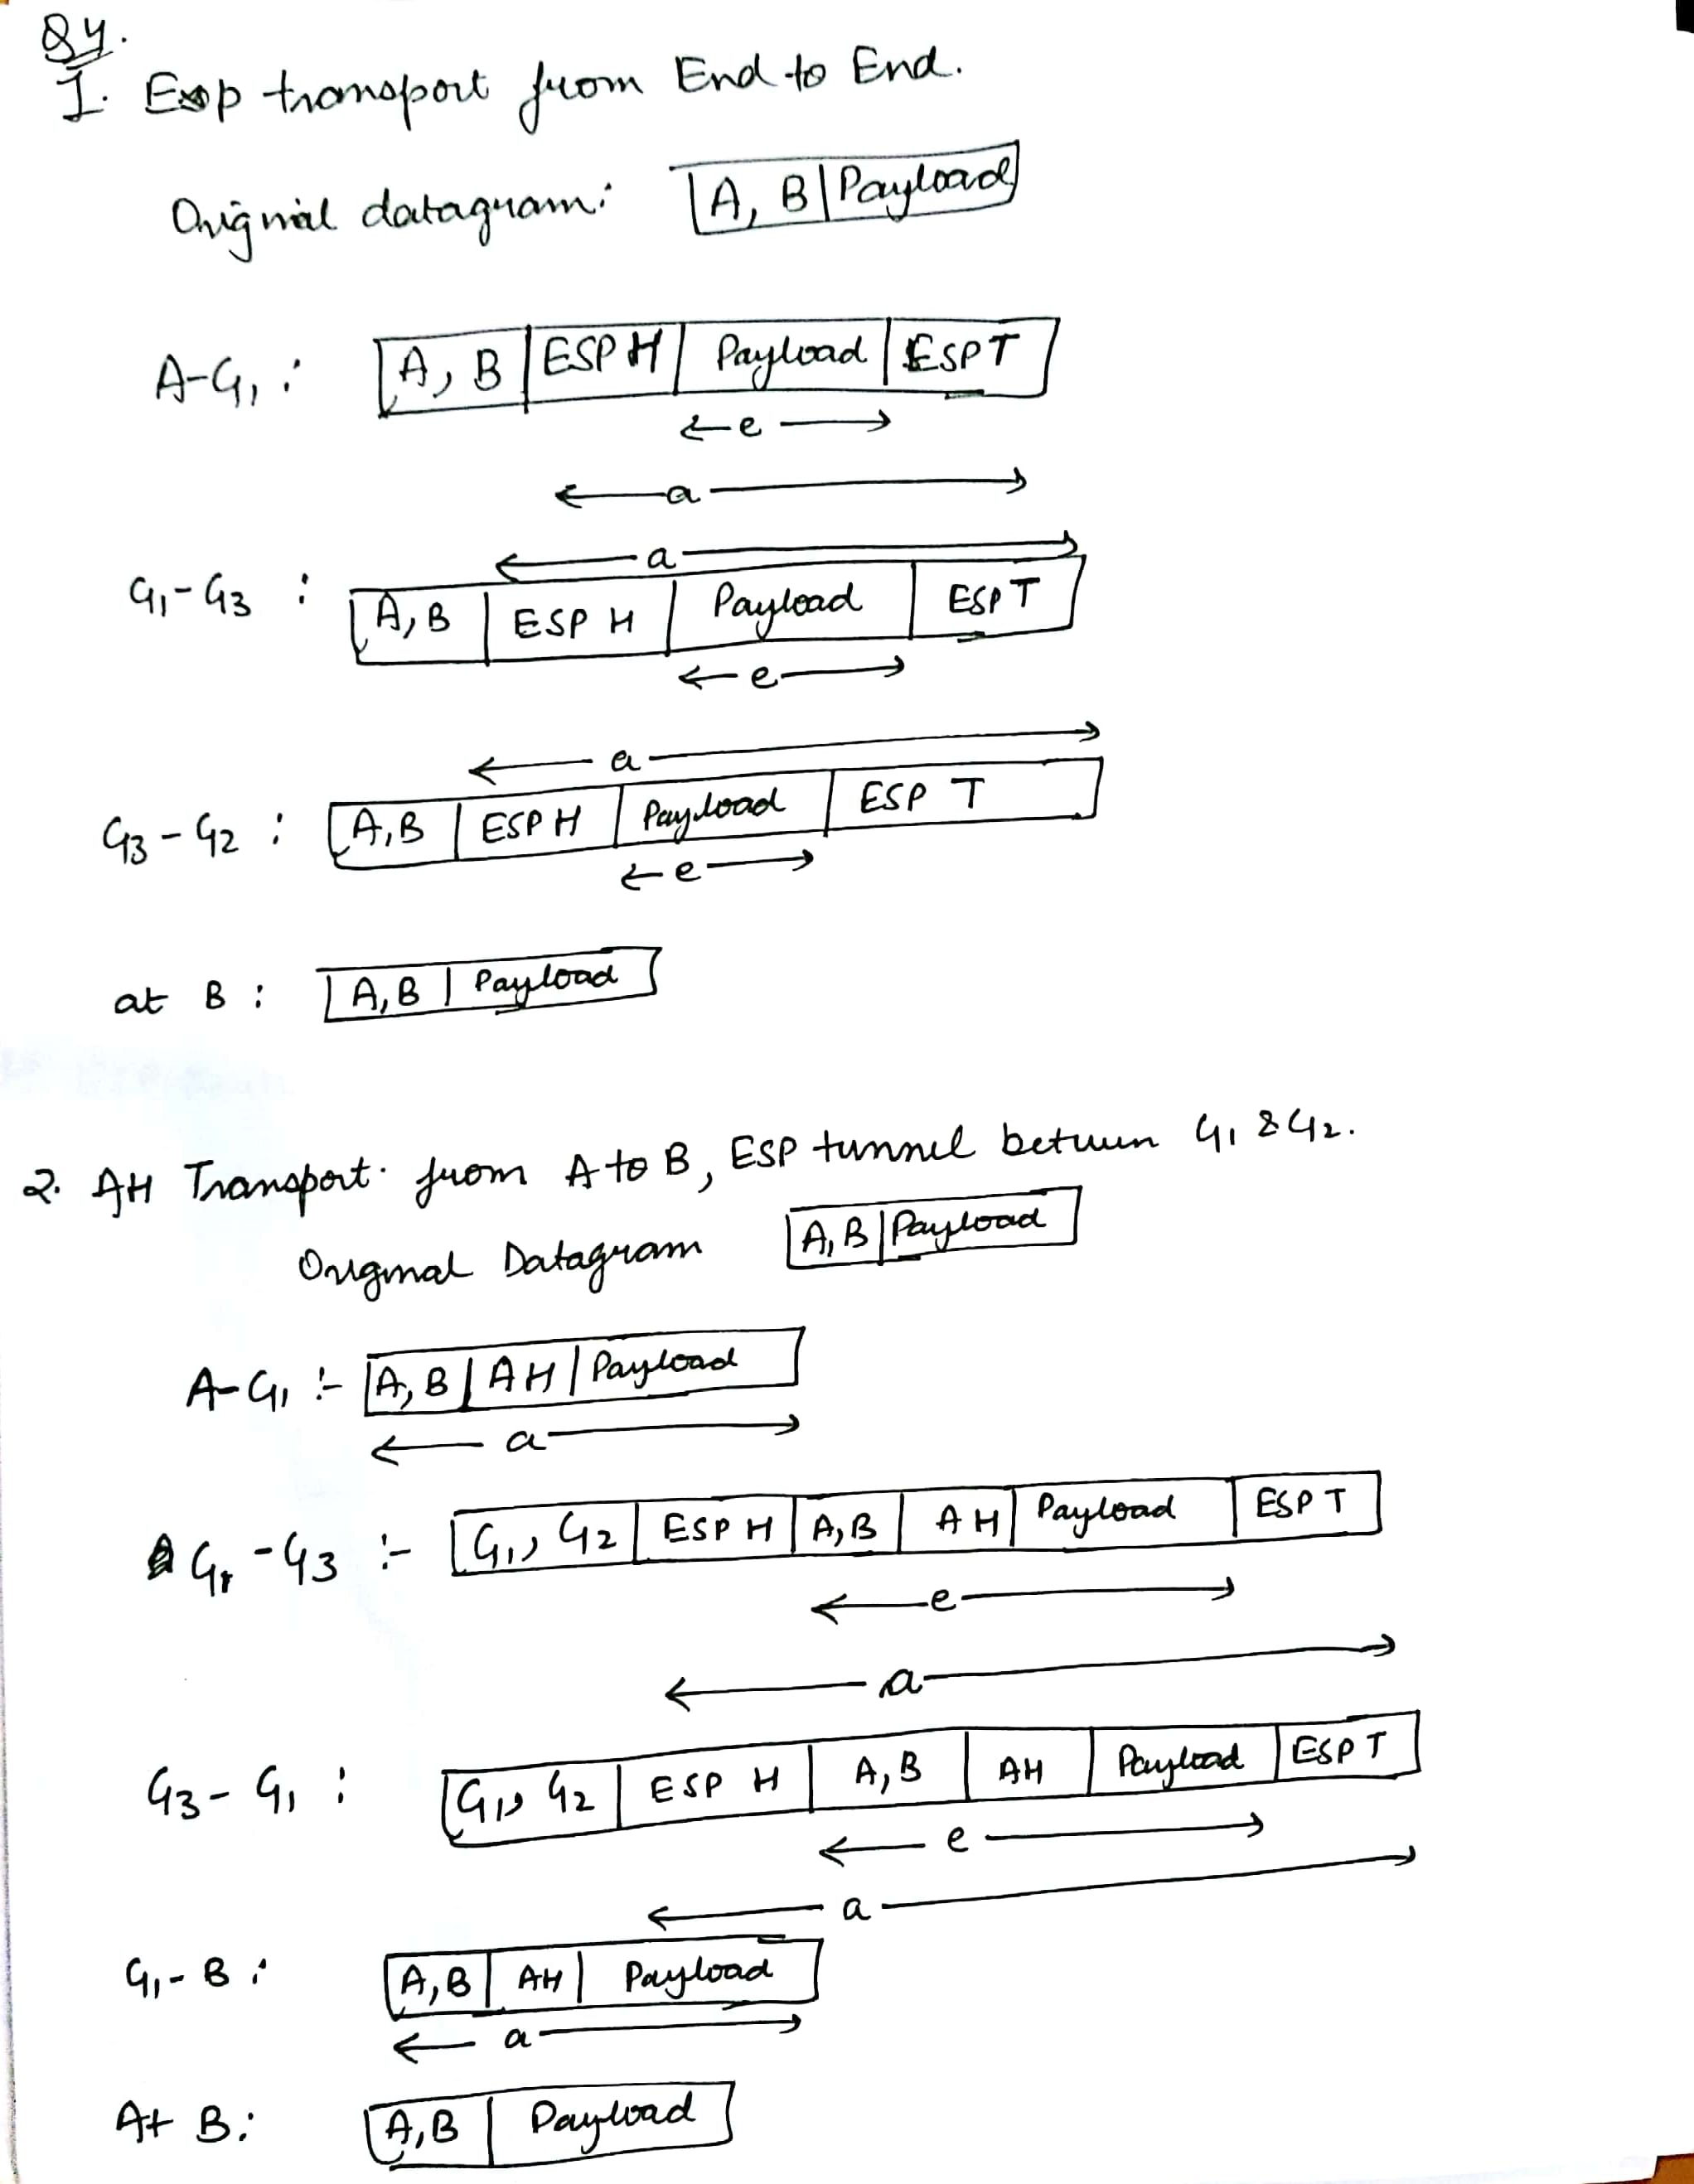 Q4.
I. Esp transport from End to End.
Original datagram: A, B | Payload
A-G1 : A, B | ESP H | Payload | ESP T
e
a
a
G1-G3 : A,B | ESP H | Payload | ESP T
e
a
G3-G2 : A,B | ESP H | Payload | ESP T
e
at B : A,B | Payload
2. AH Transport. from A to B, ESP tunnel between G1 & G2.
Original Datagram A,B | Payload
A-G1 :- A,B | AH | Payload
a
G1-G3 :- G1, G2 | ESP H | A,B | AH | Payload | ESP T
e
a
G3-G1 : G1, G2 | ESP H | A,B | AH | Payload | ESP T
e
a
G1-B : A,B | AH | Payload
a
At B: A,B | Payload